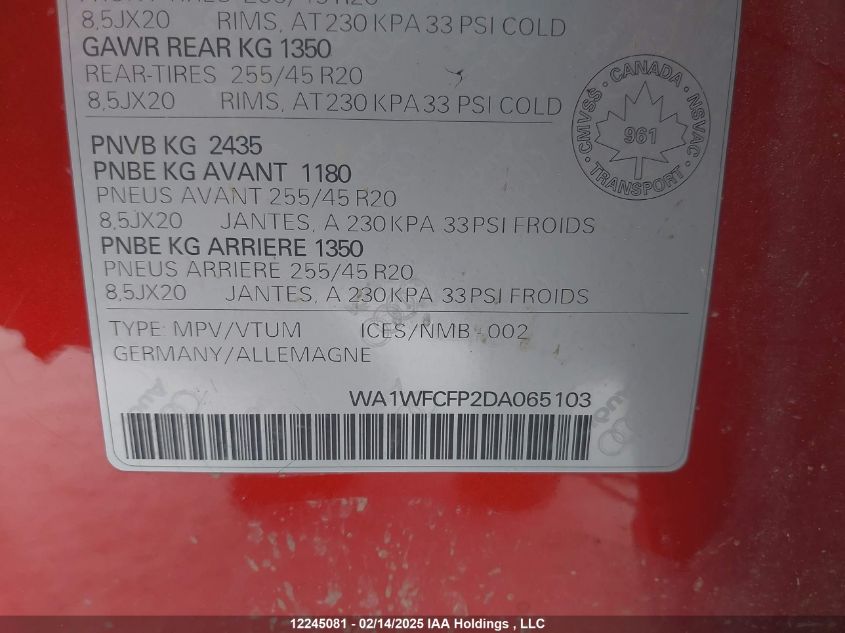 8,5JX20 RIMS, AT 230 KPA 33 PSI COLD
GAWR REAR KG 1350
REAR-TIRES 255/45 R20
8,5JX20 RIMS, AT 230 KPA 33 PSI COLD
PNVB KG 2435
PNBE KG AVANT 1180
PNEUS AVANT 255/45 R20
8,5JX20 JANTES, A 230 KPA 33 PSI FROIDS
PNBE KG ARRIERE 1350
PNEUS ARRIERE 255/45 R20
8,5JX20 JANTES, A 230 KPA 33 PSI FROIDS
TYPE: MPV/VTUM ICES/NMB -002
GERMANY/ALLEMAGNE
WA1WFCFP2DA065103
CMVSS • CANADA • NSVAC
961
TRANSPORT
12245081 - 02/14/2025 IAA Holdings , LLC